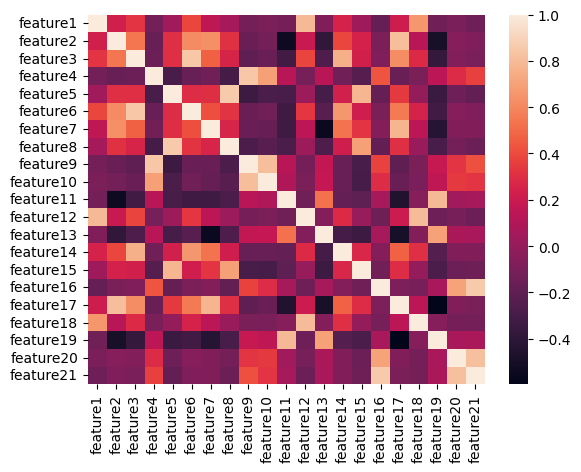 feature1
feature2
feature3
feature4
feature5
feature6
feature7
feature8
feature9
feature10
feature11
feature12
feature13
feature14
feature15
feature16
feature17
feature18
feature19
feature20
feature21
feature1
feature2
feature3
feature4
feature5
feature6
feature7
feature8
feature9
feature10
feature11
feature12
feature13
feature14
feature15
feature16
feature17
feature18
feature19
feature20
feature21
1.0
0.8
0.6
0.4
0.2
0.0
−0.2
−0.4